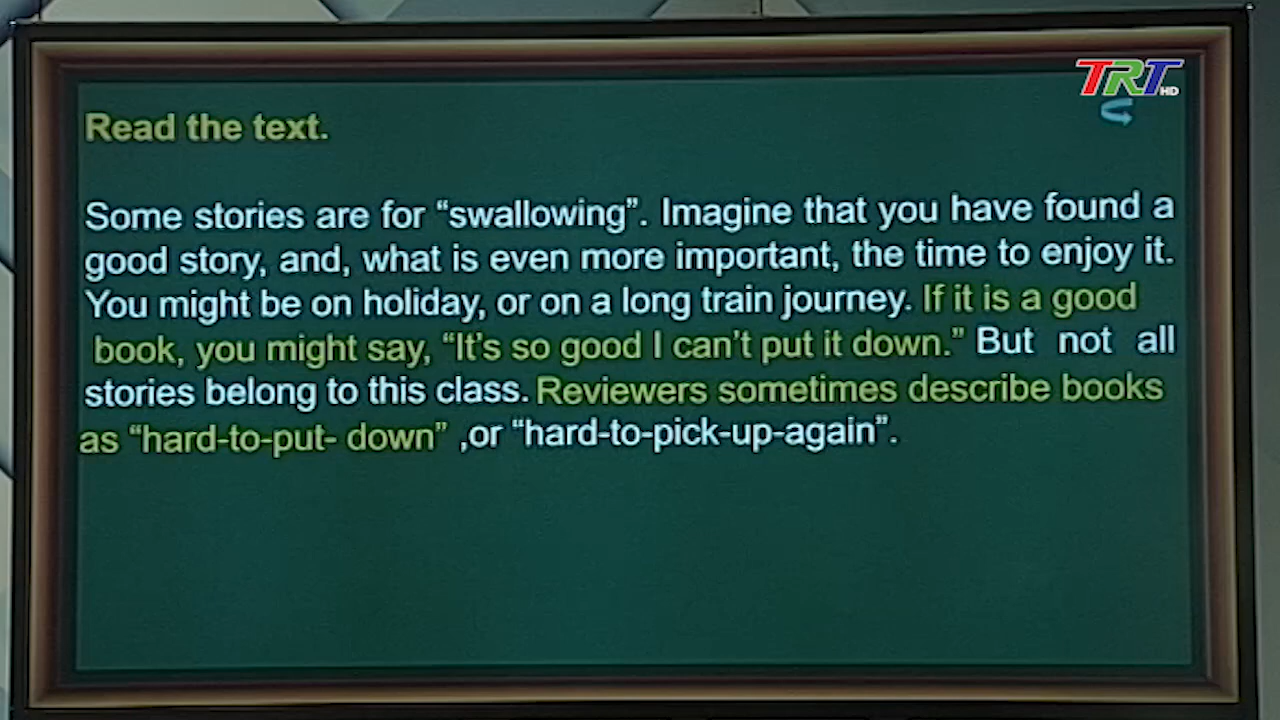 TRT
HD
Read the text.
Some stories are for “swallowing”. Imagine that you have found a
good story, and, what is even more important, the time to enjoy it.
You might be on holiday, or on a long train journey. If it is a good
book, you might say, “It’s so good I can’t put it down.” But not all
stories belong to this class. Reviewers sometimes describe books
as “hard-to-put- down” ,or “hard-to-pick-up-again”.